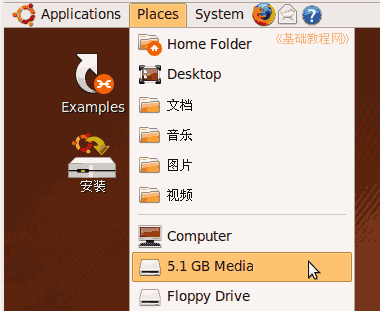 Applications Places System
Home Folder
《基础教程网》
Desktop
Examples
文档
音乐
图片
安装
视频
Computer
5.1 GB Media
Floppy Drive